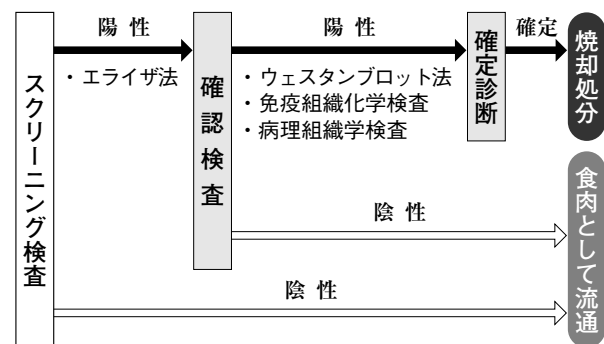 スクリーニング検査
陽性
・エライザ法
確認検査
陽性
・ウェスタンブロット法
・免疫組織化学検査
・病理組織学検査
確定診断
確定
焼却処分
陰性
陰性
食肉として流通